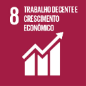 8 TRABALHO DECENTE E
CRESCIMENTO
ECONÔMICO